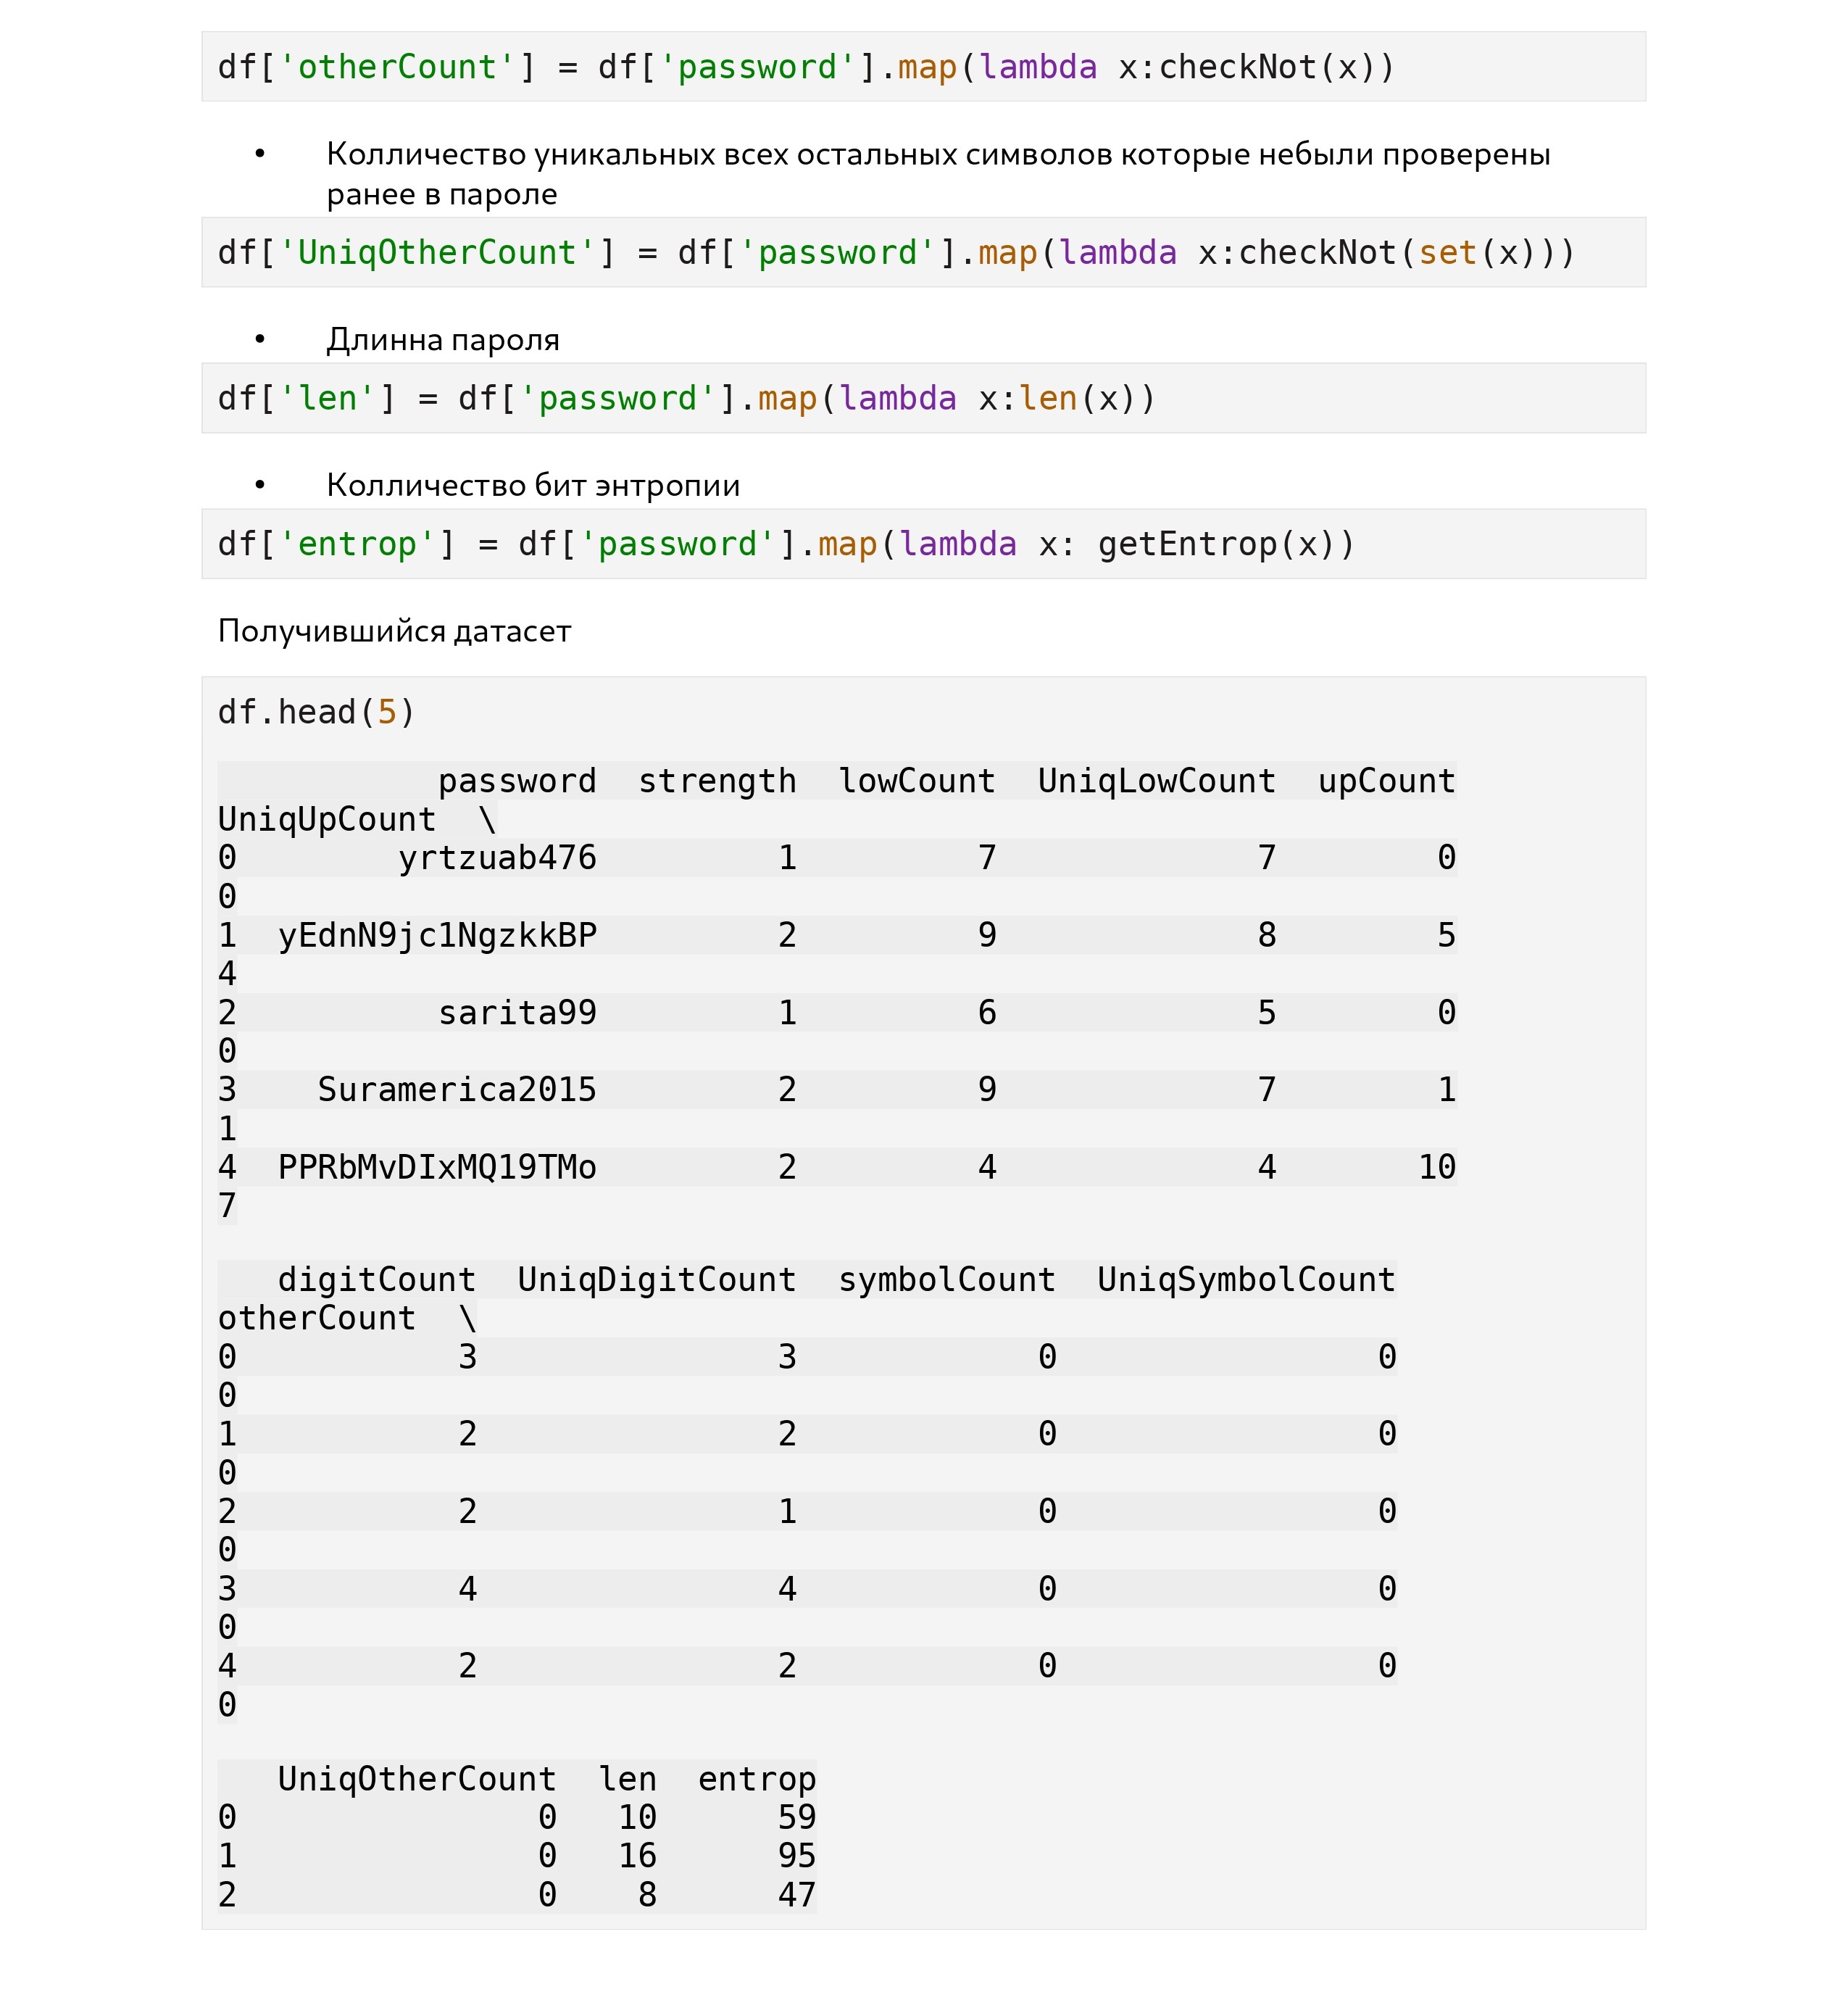 df['otherCount'] = df['password'].map(lambda x:checkNot(x))
• Колличество уникальных всех остальных символов которые небыли проверены
ранее в пароле
df['UniqOtherCount'] = df['password'].map(lambda x:checkNot(set(x)))
• Длинна пароля
df['len'] = df['password'].map(lambda x:len(x))
• Колличество бит энтропии
df['entrop'] = df['password'].map(lambda x: getEntrop(x))
Получившийся датасет
df.head(5)
password strength lowCount UniqLowCount upCount
UniqUpCount \
0 yrtzuab476 1 7 7 0
0
1 yEdnN9jc1NgzkkBP 2 9 8 5
4
2 sarita99 1 6 5 0
0
3 Suramerica2015 2 9 7 1
1
4 PPRbMvDIxMQ19TMo 2 4 4 10
7
digitCount UniqDigitCount symbolCount UniqSymbolCount
otherCount \
0 3 3 0 0
0
1 2 2 0 0
0
2 2 1 0 0
0
3 4 4 0 0
0
4 2 2 0 0
0
UniqOtherCount len entrop
0 0 10 59
1 0 16 95
2 0 8 47